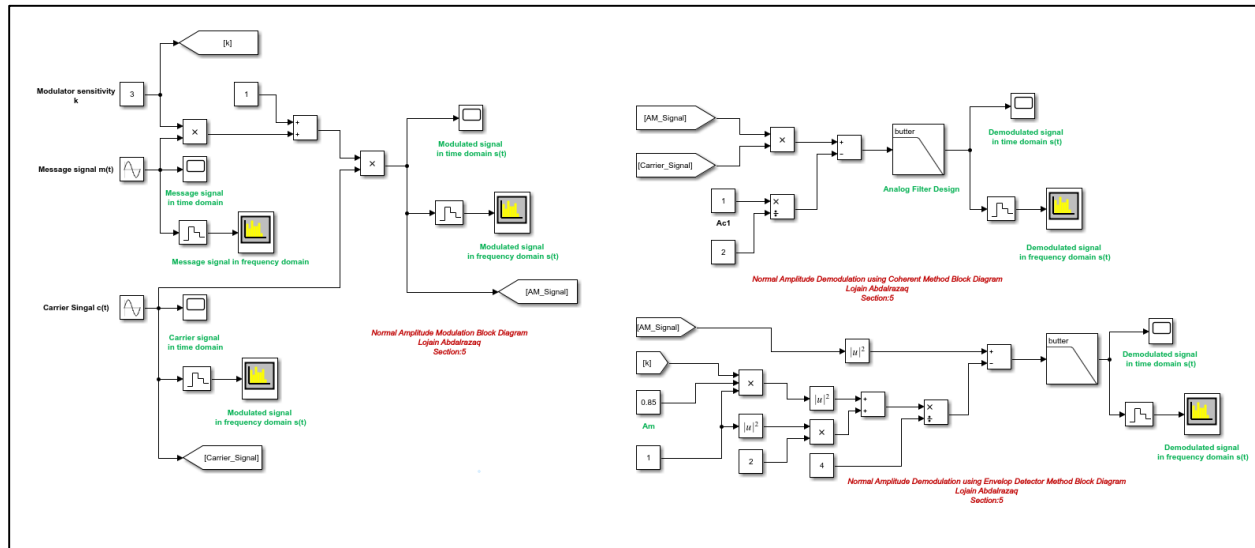 [k]
Modulator sensitivity
k
3
1
×
+
+
Message signal m(t)
Message signal
in time domain
Message signal in frequency domain
×
Modulated signal
in time domain s(t)
Modulated signal
in frequency domain s(t)
[AM_Signal]
Carrier Singal c(t)
Carrier signal
in time domain
Modulated signal
in frequency domain s(t)
[Carrier_Signal]
Normal Amplitude Modulation Block Diagram
Lojain Abdalrazaq
Section:5
[AM_Signal]
[Carrier_Signal]
×
+
−
butter
Analog Filter Design
Demodulated signal
in time domain s(t)
1
Ac1
2
×
÷
Demodulated signal
in frequency domain s(t)
Normal Amplitude Demodulation using Coherent Method Block Diagram
Lojain Abdalrazaq
Section:5
[AM_Signal]
|u|²
+
−
butter
Demodulated signal
in time domain s(t)
[k]
0.85
Am
×
|u|²
+
+
×
÷
1
|u|²
2
×
4
Demodulated signal
in frequency domain s(t)
Normal Amplitude Demodulation using Envelop Detector Method Block Diagram
Lojain Abdalrazaq
Section:5